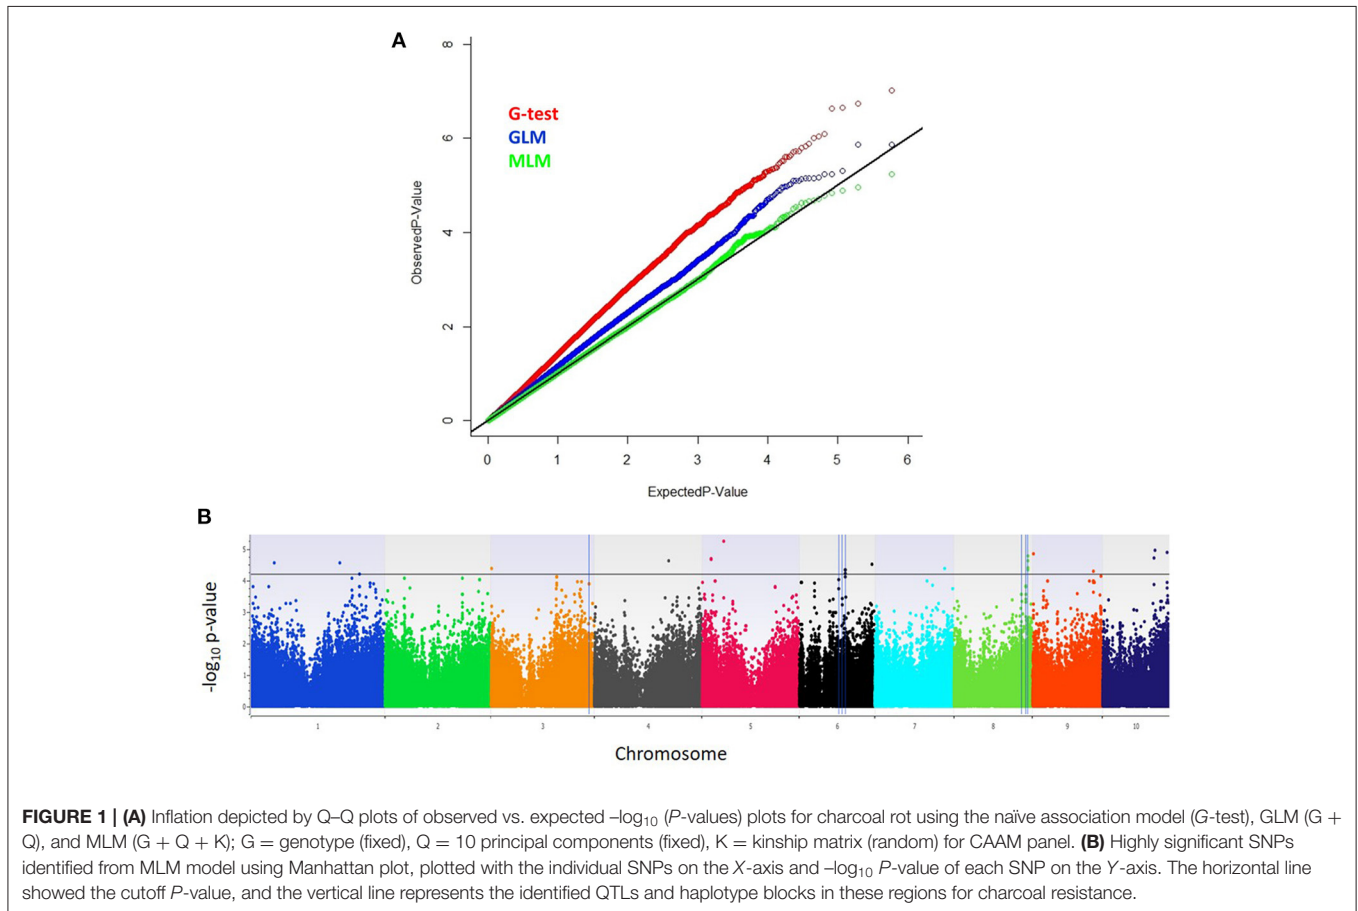 A
8
6
4
2
0
ObservedP-Value
G-test
GLM
MLM
0 1 2 3 4 5 6
ExpectedP-Value
B
5
4
3
2
1
0
-log10 p-value
1 2 3 4 5 6 7 8 9 10
Chromosome
FIGURE 1 | (A) Inflation depicted by Q–Q plots of observed vs. expected –log10 (P-values) plots for charcoal rot using the naïve association model (G-test), GLM (G +
Q), and MLM (G + Q + K); G = genotype (fixed), Q = 10 principal components (fixed), K = kinship matrix (random) for CAAM panel. (B) Highly significant SNPs
identified from MLM model using Manhattan plot, plotted with the individual SNPs on the X-axis and –log10 P-value of each SNP on the Y-axis. The horizontal line
showed the cutoff P-value, and the vertical line represents the identified QTLs and haplotype blocks in these regions for charcoal resistance.